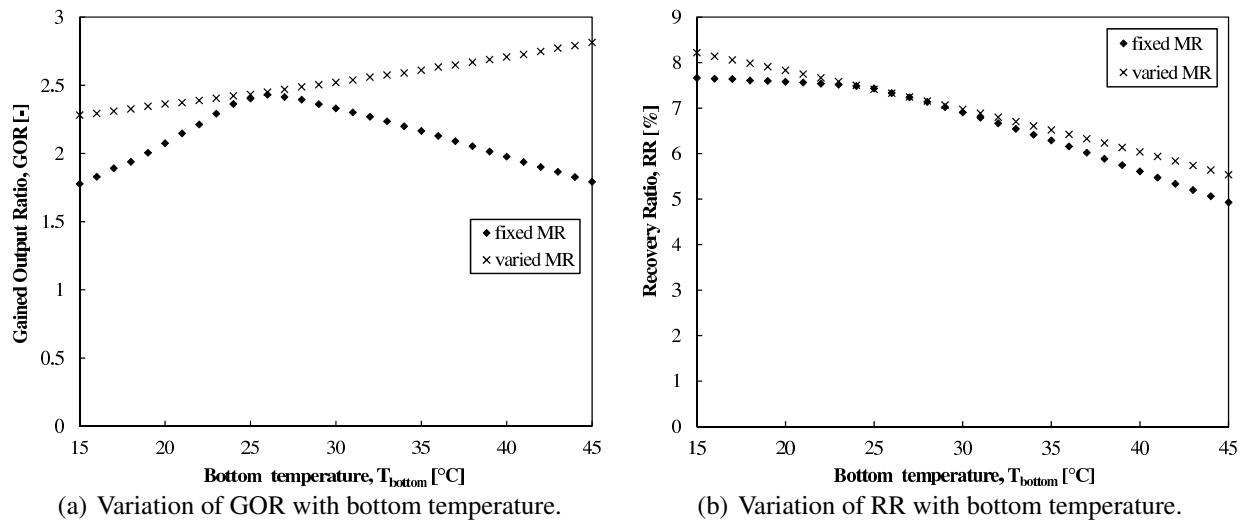 3
2.5
2
1.5
1
0.5
0
Gained Output Ratio, GOR [-]
fixed MR
varied MR
15 20 25 30 35 40 45
Bottom temperature, Tbottom [°C]
(a) Variation of GOR with bottom temperature.
9
8
7
6
5
4
3
2
1
0
Recovery Ratio, RR [%]
fixed MR
varied MR
15 20 25 30 35 40 45
Bottom temperature, Tbottom [°C]
(b) Variation of RR with bottom temperature.